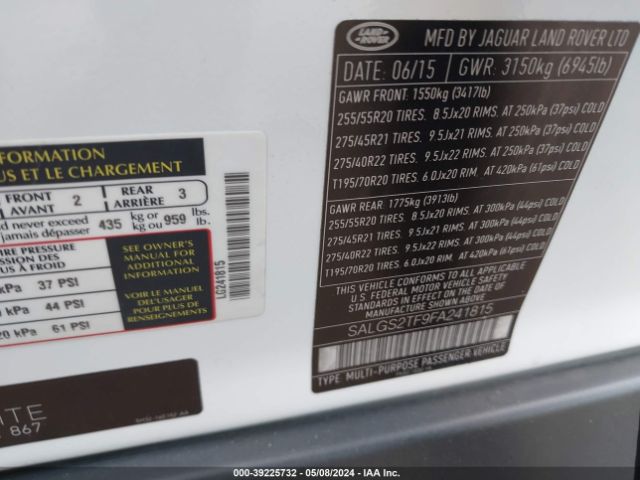 FORMATION
US ET LE CHARGEMENT
FRONT
AVANT 2
REAR
ARRIÈRE 3
d never exceed
jamais dépasser 435 kg or kg ou 959 lbs. lb.
IRE PRESSURE
ESSION DES
US À FROID
kPa 37 PSI
kPa 44 PSI
20 kPa 61 PSI
SEE OWNER'S
MANUAL FOR
ADDITIONAL
INFORMATION
VOIR LE MANUEL
DE L'USAGER
POUR PLUS DE
RENSEIGNEMENTS
LG241815
ITE
867
LAND
ROVER
MFD BY JAGUAR LAND ROVER LTD
DATE: 06/15 GWR: 3150kg (6945lb)
GAWR FRONT: 1550kg (3417lb)
255/55R20 TIRES. 8.5Jx20 RIMS. AT 250kPA (37psi) COLD
275/45R21 TIRES. 9.5Jx21 RIMS. AT 250kPA (37psi) COLD
275/40R22 TIRES. 9.5Jx22 RIMS. AT 250kPA (37psi) COLD
T195/70R20 TIRES. 6.0Jx20 RIM. AT 420kPA (61psi) COLD
GAWR REAR: 1775kg (3913lb)
255/55R20 TIRES. 8.5Jx20 RIMS. AT 300kPA (44psi) COLD
275/45R21 TIRES. 9.5Jx21 RIMS. AT 300kPA (44psi) COLD
275/40R22 TIRES. 9.5Jx22 RIMS. AT 300kPA (44psi) COLD
T195/70R20 TIRES. 6.0Jx20 RIM. AT 420kPA (61psi) COLD
THIS VEHICLE CONFORMS TO ALL APPLICABLE
U.S. FEDERAL MOTOR VEHICLE SAFETY
STANDARDS IN EFFECT ON THE DATE OF
MANUFACTURE SHOWN ABOVE.
SALGS2TF9FA241815
TYPE: MULTI-PURPOSE PASSENGER VEHICLE
000-39225732 - 05/08/2024 - IAA Inc.